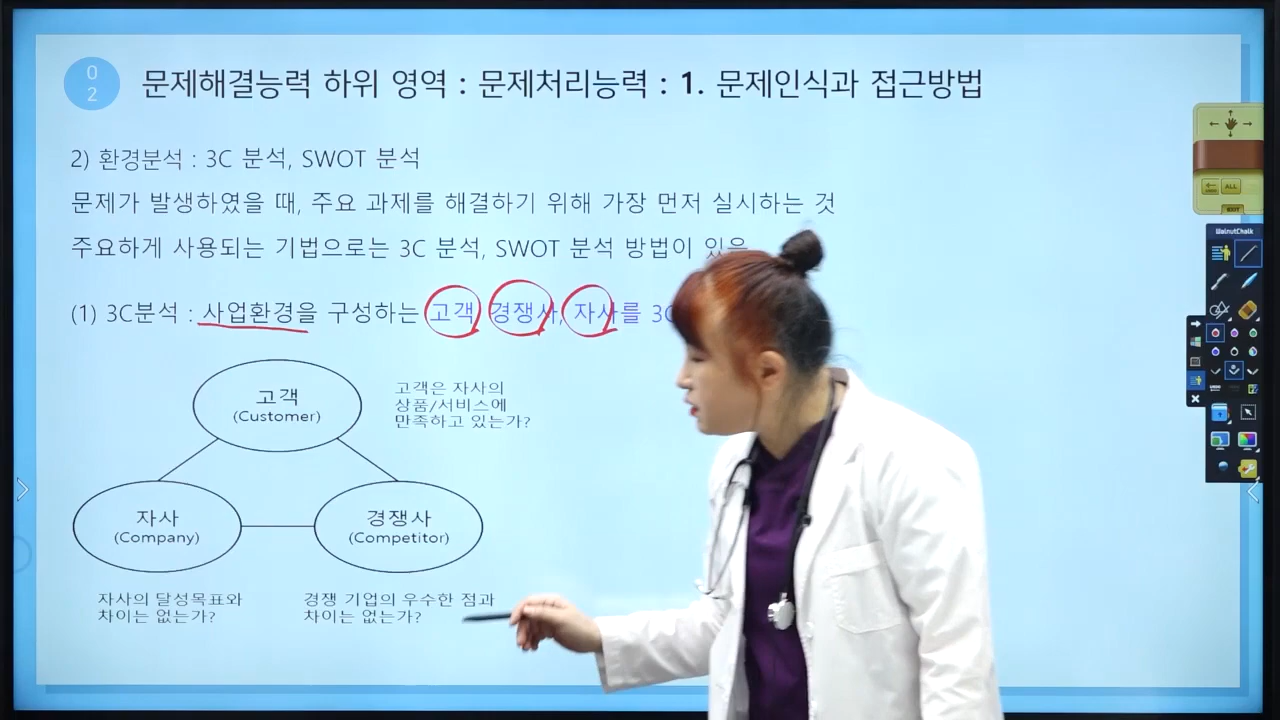 0
2
문제해결능력 하위 영역 : 문제처리능력 : 1. 문제인식과 접근방법
2) 환경분석 : 3C 분석, SWOT 분석
문제가 발생하였을 때, 주요 과제를 해결하기 위해 가장 먼저 실시하는 것
주요하게 사용되는 기법으로는 3C 분석, SWOT 분석 방법이 있음
(1) 3C분석 : 사업환경을 구성하는 고객, 경쟁사, 자사를 3C
고객
(Customer)
고객은 자사의
상품/서비스에
만족하고 있는가?
자사
(Company)
경쟁사
(Competitor)
자사의 달성목표와
차이는 없는가?
경쟁 기업의 우수한 점과
차이는 없는가?
ALL
EXIT
WalnutChalk